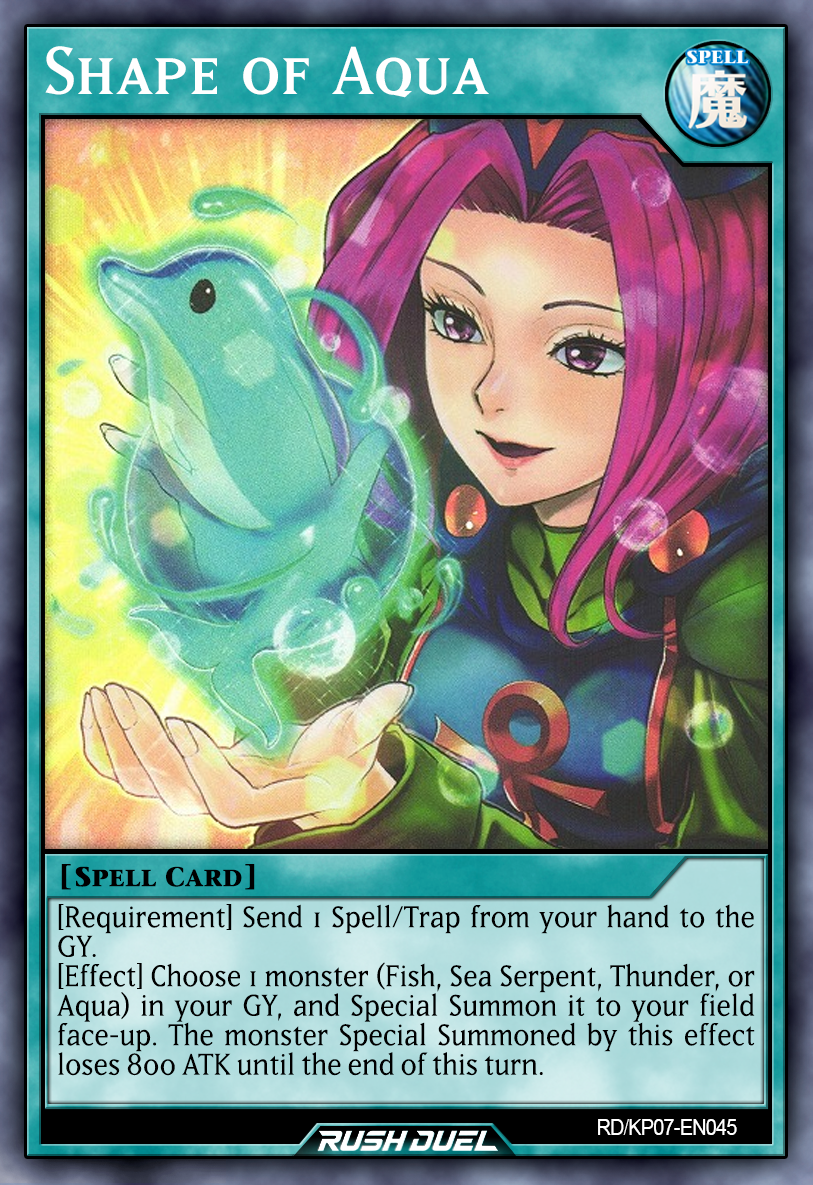 Shape of Aqua
SPELL
魔
[Spell Card]
[Requirement] Send 1 Spell/Trap from your hand to the
GY.
[Effect] Choose 1 monster (Fish, Sea Serpent, Thunder, or
Aqua) in your GY, and Special Summon it to your field
face-up. The monster Special Summoned by this effect
loses 800 ATK until the end of this turn.
RD/KP07-EN045
RUSH DUEL